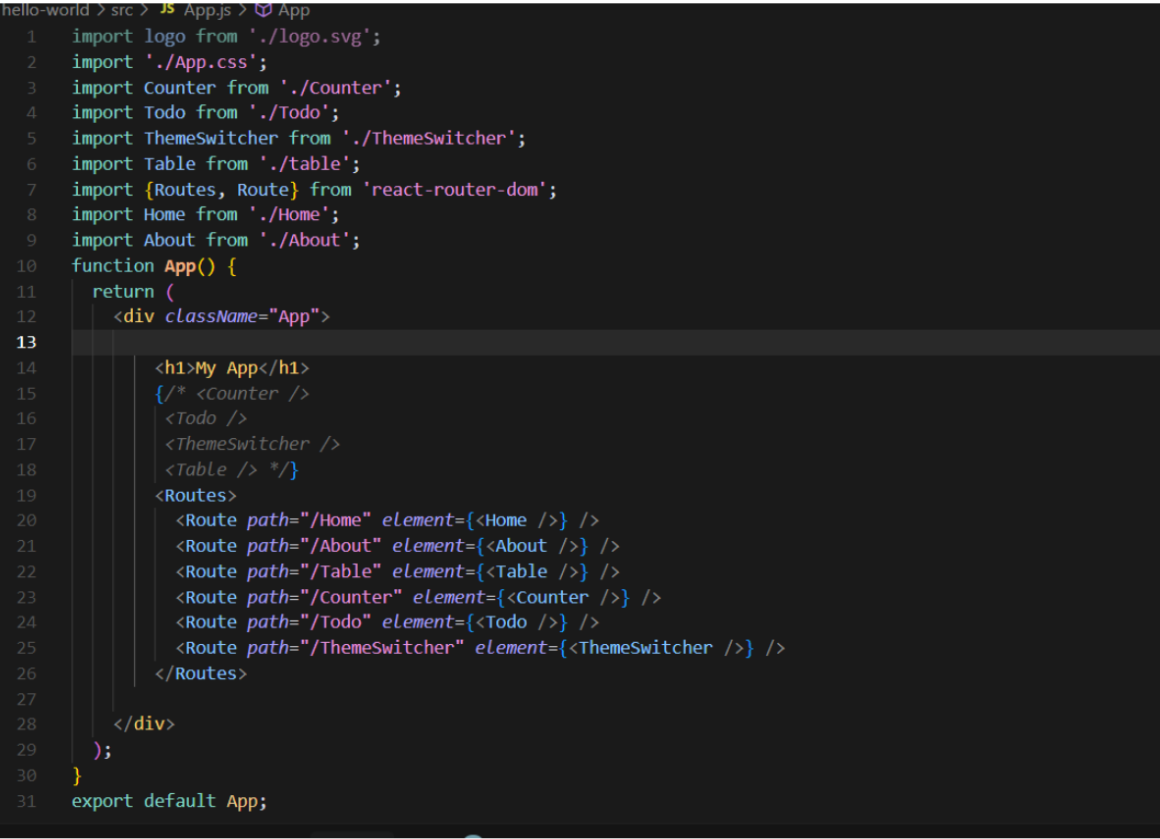 hello-world > src > JS App.js > App
1 import logo from './logo.svg';
2 import './App.css';
3 import Counter from './Counter';
4 import Todo from './Todo';
5 import ThemeSwitcher from './ThemeSwitcher';
6 import Table from './table';
7 import {Routes, Route} from 'react-router-dom';
8 import Home from './Home';
9 import About from './About';
10 function App() {
11   return (
12     <div className="App">
13
14         <h1>My App</h1>
15         {/* <Counter />
16          <Todo />
17          <ThemeSwitcher />
18          <Table /> */}
19         <Routes>
20           <Route path="/Home" element={<Home />} />
21           <Route path="/About" element={<About />} />
22           <Route path="/Table" element={<Table />} />
23           <Route path="/Counter" element={<Counter />} />
24           <Route path="/Todo" element={<Todo />} />
25           <Route path="/ThemeSwitcher" element={<ThemeSwitcher />} />
26         </Routes>
27
28     </div>
29   );
30 }
31 export default App;